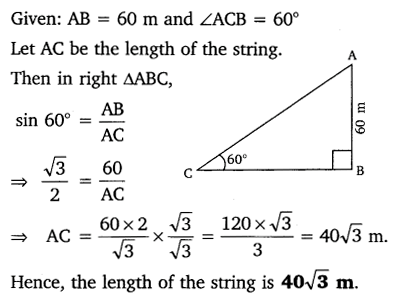 Given: AB = 60 m and ∠ACB = 60°
Let AC be the length of the string.
Then in right ΔABC,
sin 60° = AB/AC
⇒ √3/2 = 60/AC
⇒ AC = (60 × 2)/√3 × √3/√3 = (120 × √3)/3 = 40√3 m.
Hence, the length of the string is 40√3 m.
A
60 m
60°
C
B